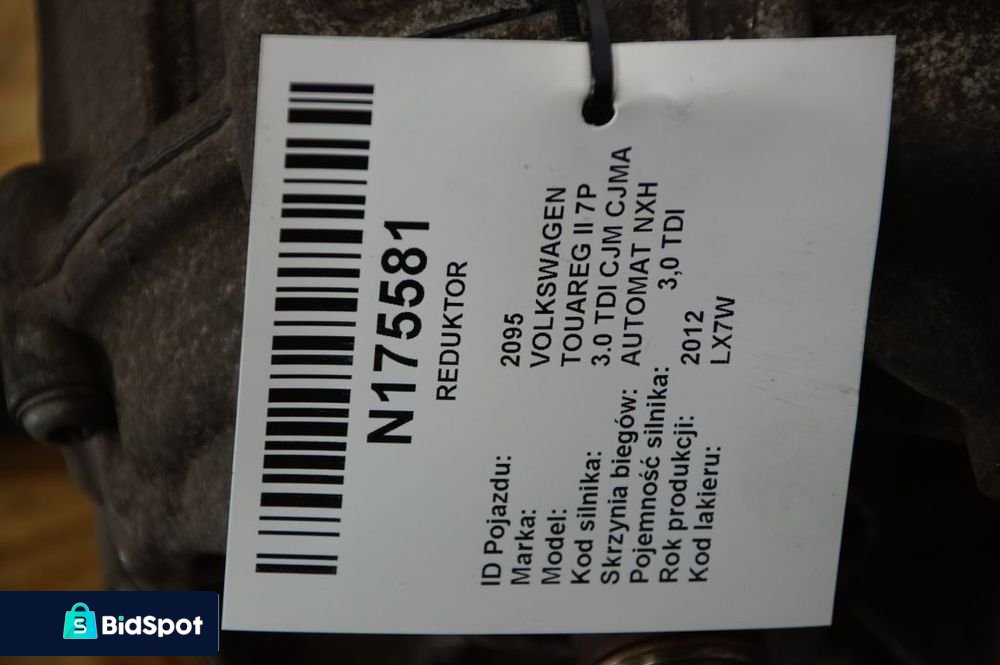 N17581
REDUKTOR
ID Pojazdu: 2095
Marka: VOLKSWAGEN
Model: TOUAREG II 7P
Kod silnika: 3.0 TDI CJM CJMA
Skrzynia biegów: AUTOMAT NXH
Pojemność silnika: 3,0 TDI
Rok produkcji: 2012
Kod lakieru: LX7W
S BidSpot